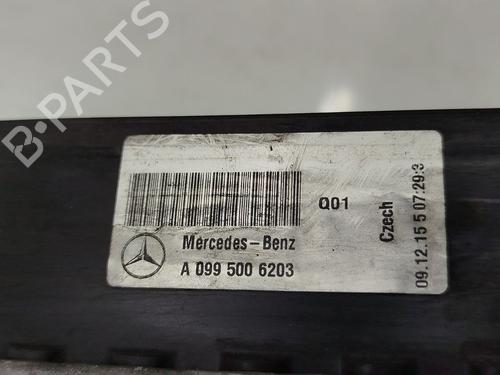 B-PARTS
Q01
Mercedes-Benz
A 099 500 6203
Czech
09.12.15 5 07:29:3